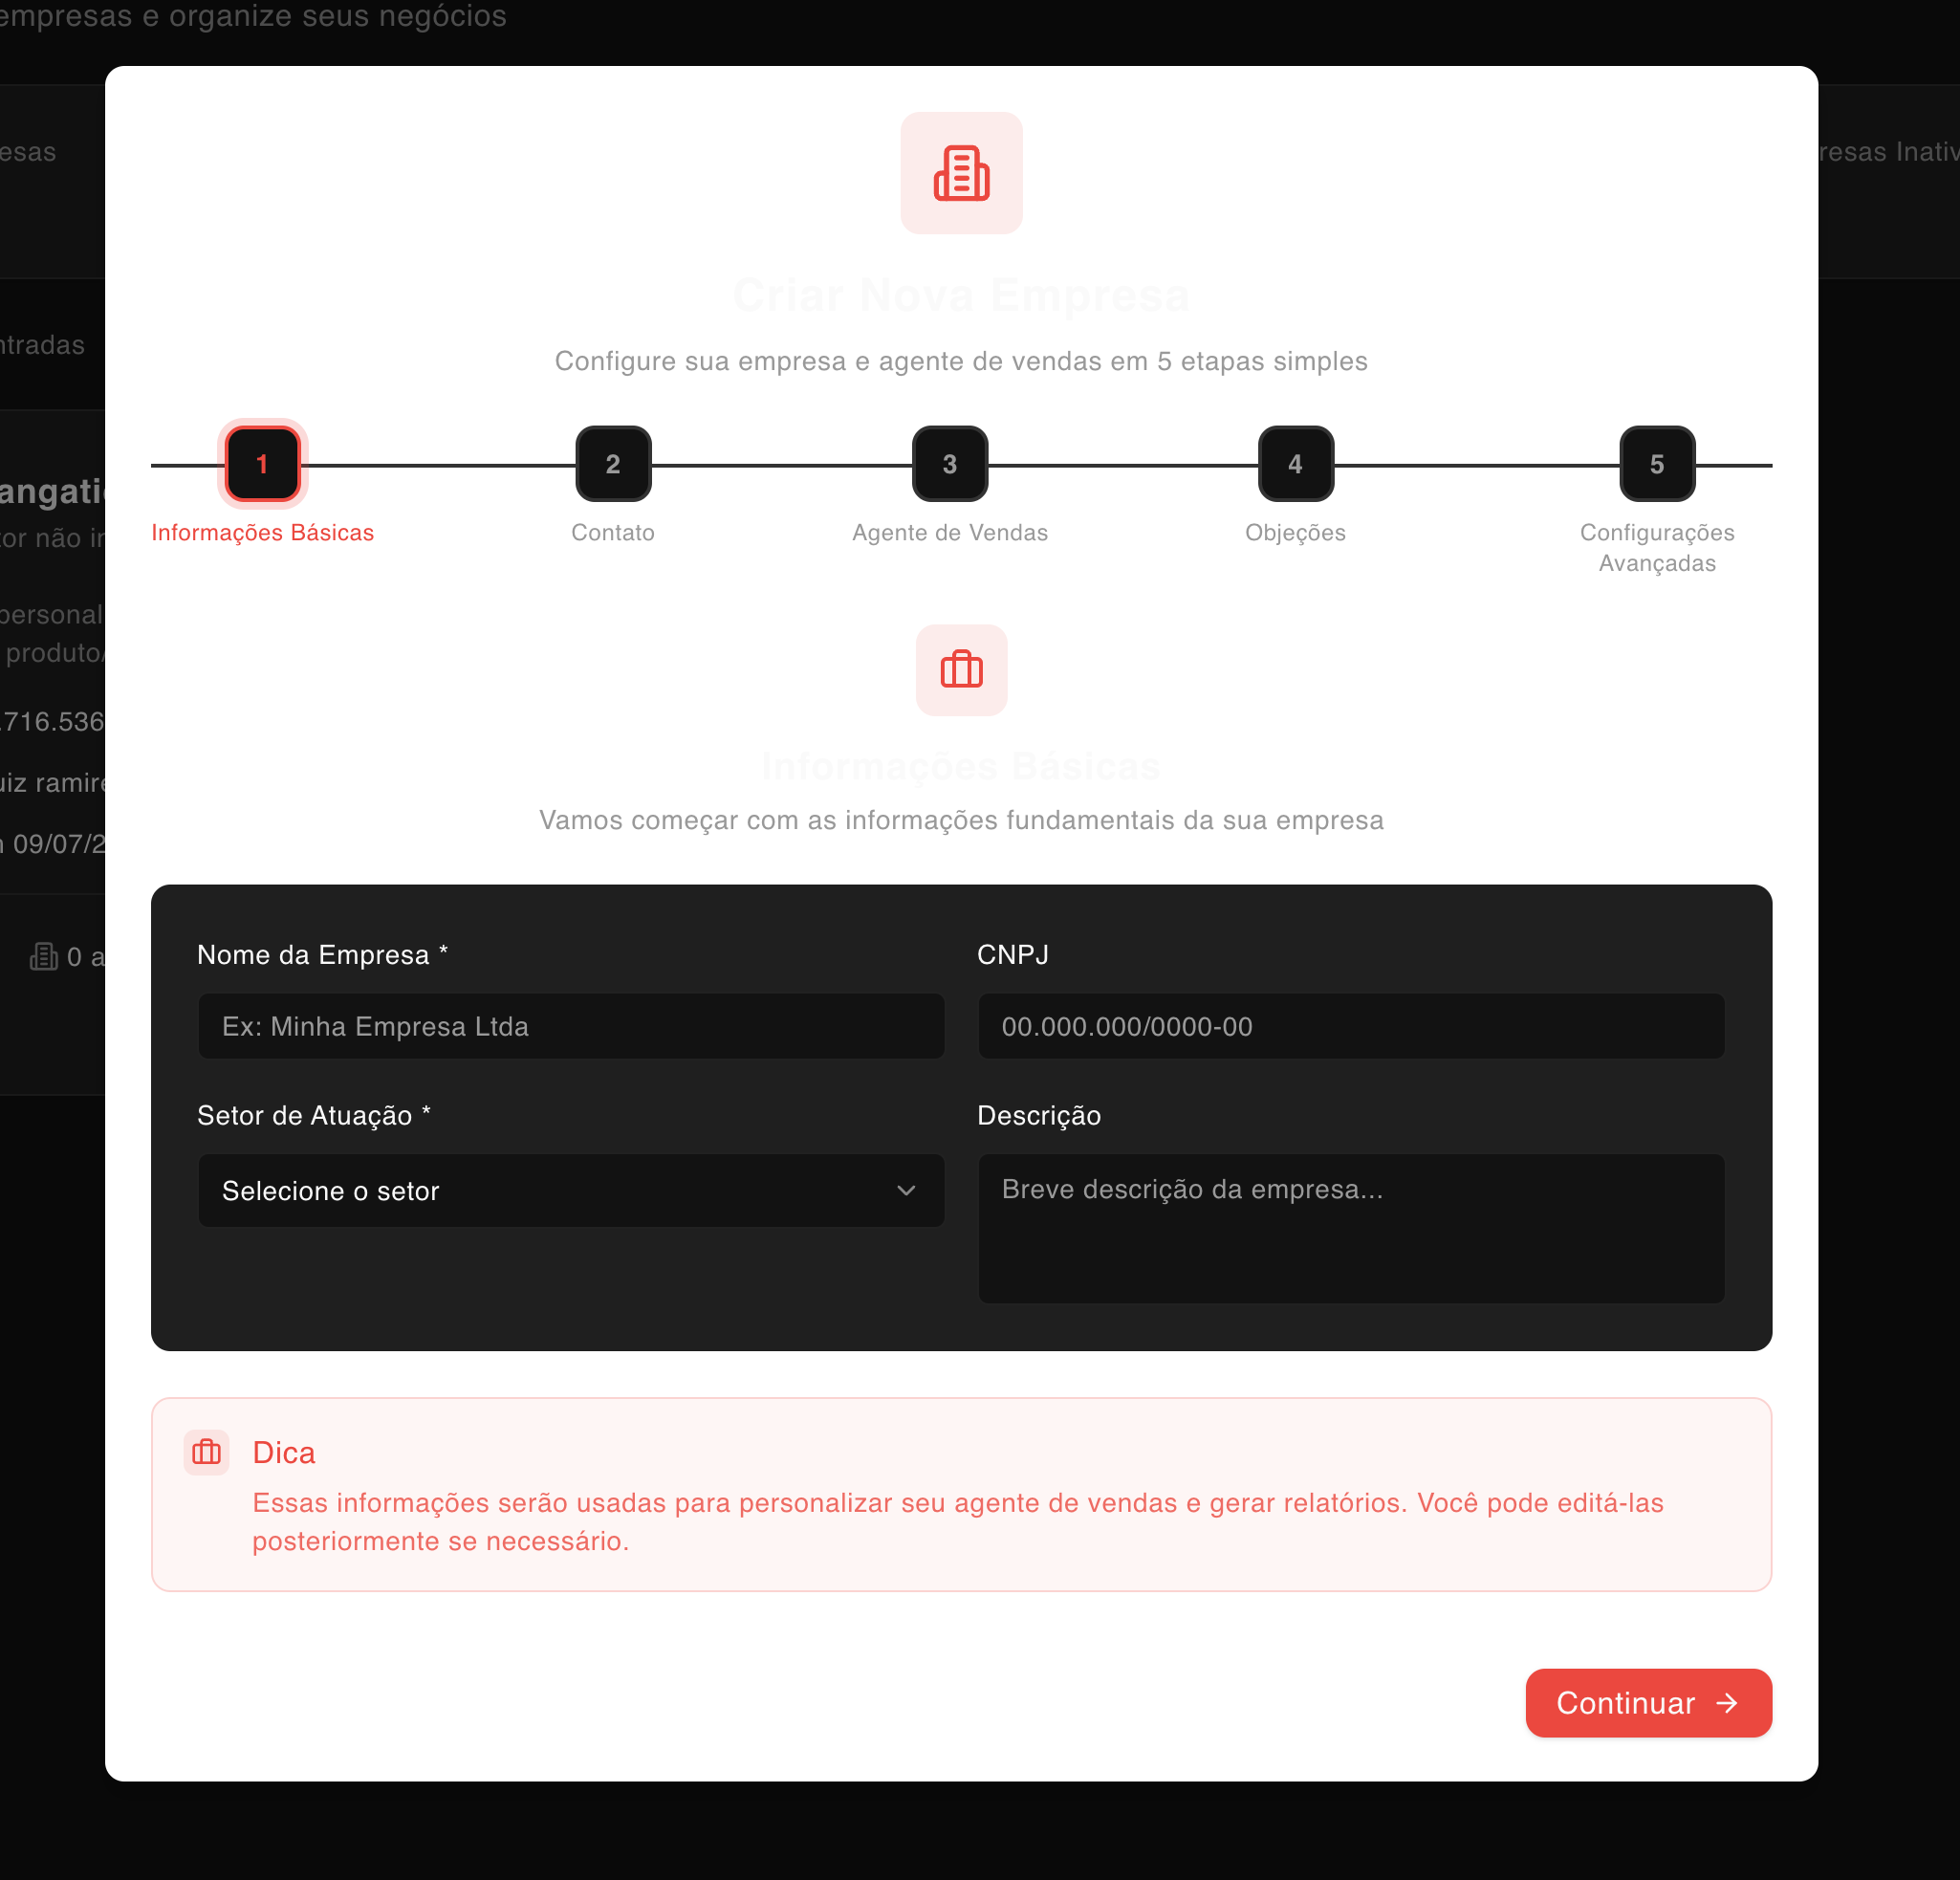 empresas e organize seus negócios
esas
resas Inativ
ntradas
Criar Nova Empresa
Configure sua empresa e agente de vendas em 5 etapas simples
1
2
3
4
5
Informações Básicas
Contato
Agente de Vendas
Objeções
Configurações
Avançadas
angati
tor não in
personal
produto/
.716.536
uiz ramire
09/07/2
0 a
Informações Básicas
Vamos começar com as informações fundamentais da sua empresa
Nome da Empresa *
CNPJ
Ex: Minha Empresa Ltda
00.000.000/0000-00
Setor de Atuação *
Descrição
Selecione o setor
Breve descrição da empresa...
Dica
Essas informações serão usadas para personalizar seu agente de vendas e gerar relatórios. Você pode editá-las
posteriormente se necessário.
Continuar